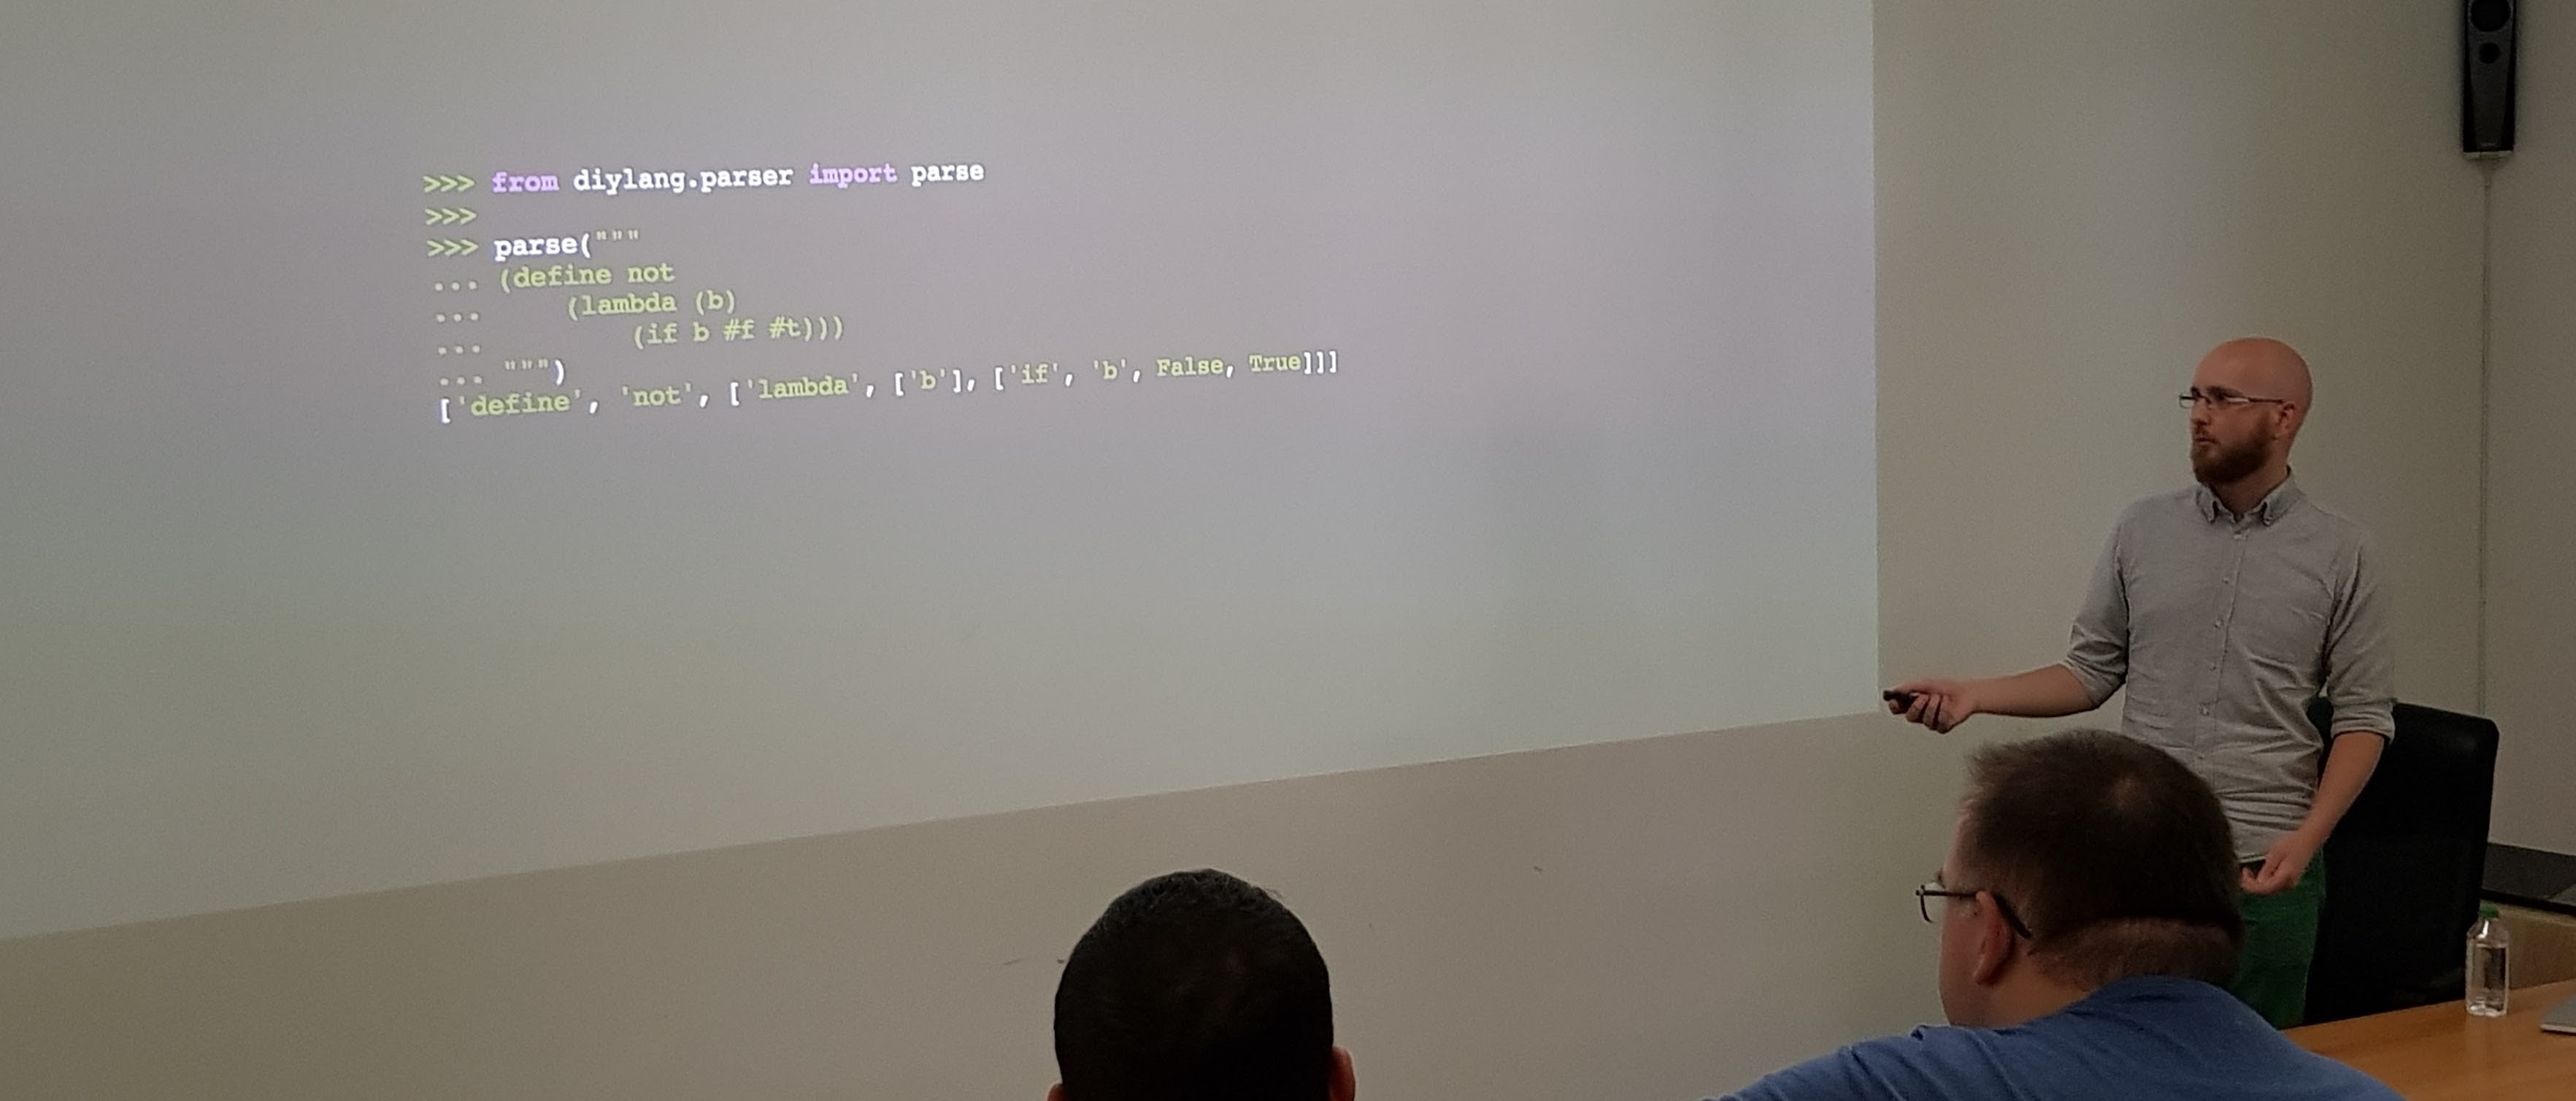 >>> from diylang.parser import parse
>>>
>>> parse("""
... (define not
...     (lambda (b)
...         (if b #f #t)))
... """)
['define', 'not', ['lambda', ['b'], ['if', 'b', False, True]]]